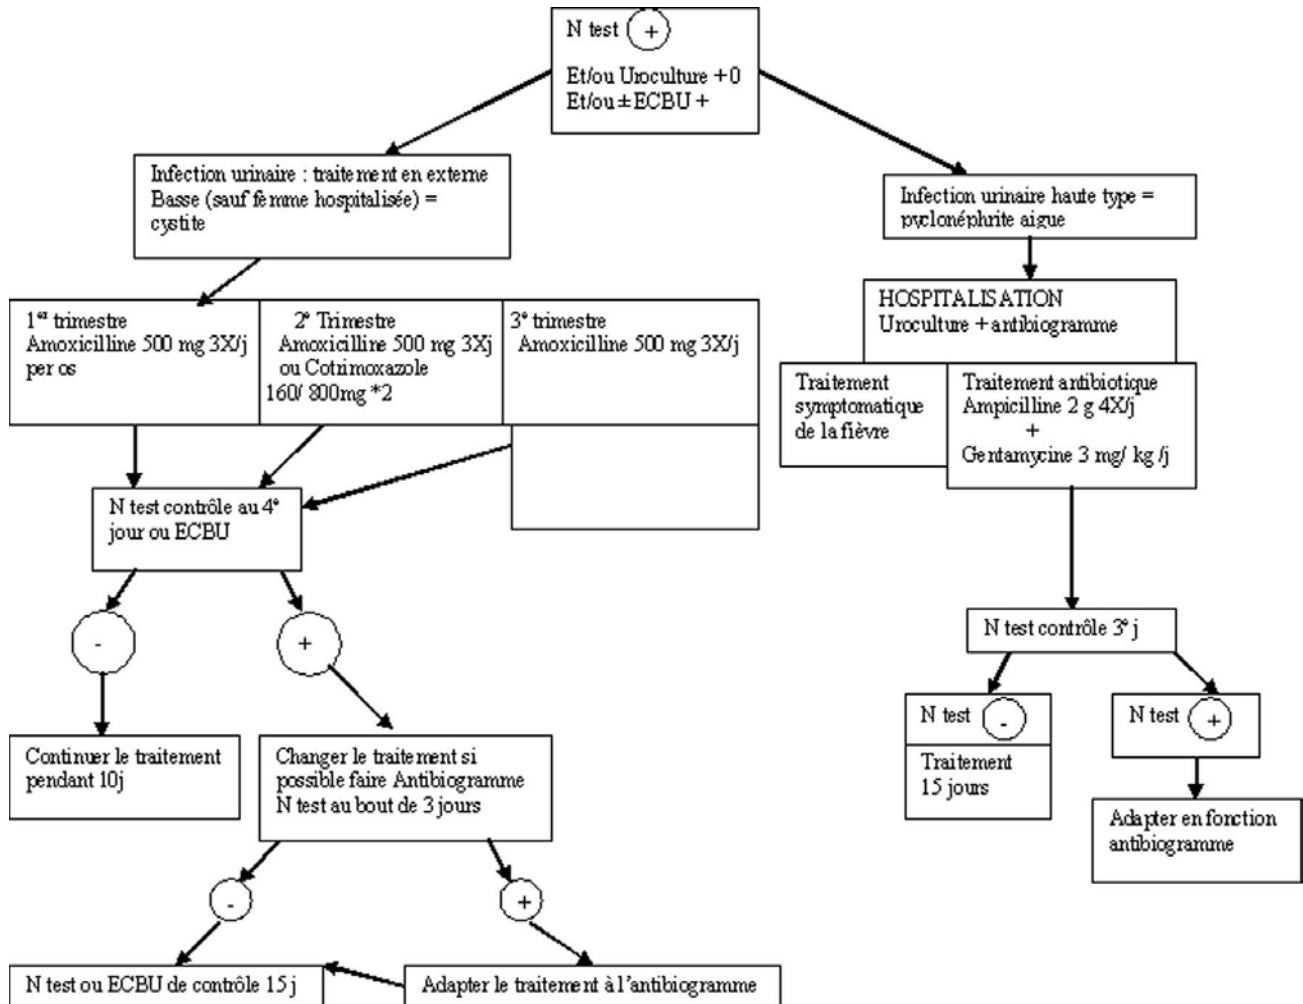 N test +
Et/ou Uroculture +0
Et/ou ± ECBU +
Infection urinaire : traitement en externe
Basse (sauf femme hospitalisée) =
cystite
Infection urinaire haute type =
pyclonéphrite aigue
1er trimestre
Amoxicilline 500 mg 3X/j
per os
2e Trimestre
Amoxicilline 500 mg 3Xj
ou Cotrimoxazole
160/ 800mg *2
3e trimestre
Amoxicilline 500 mg 3X/j
HOSPITALISATION
Uroculture + antibiogramme
Traitement
symptomatique
de la fièvre
Traitement antibiotique
Ampicilline 2 g 4X/j
+
Gentamycine 3 mg/ kg /j
N test contrôle au 4e
jour ou ECBU
-
+
N test contrôle 3e j
N test -
Traitement
15 jours
N test +
Adapter en fonction
antibiogramme
Continuer le traitement
pendant 10j
Changer le traitement si
possible faire Antibiogramme
N test au bout de 3 jours
-
+
N test ou ECBU de contrôle 15 j
Adapter le traitement à l'antibiogramme